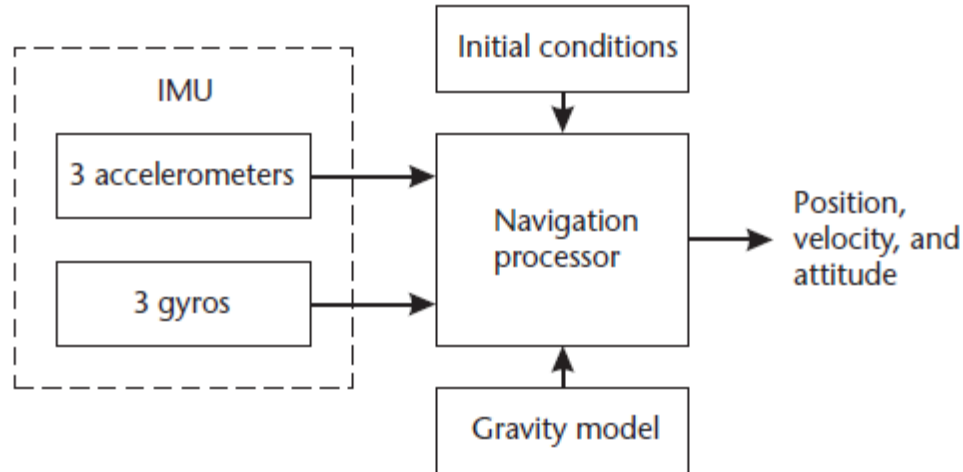 Initial conditions
IMU
3 accelerometers
Navigation
processor
Position,
velocity, and
attitude
3 gyros
Gravity model